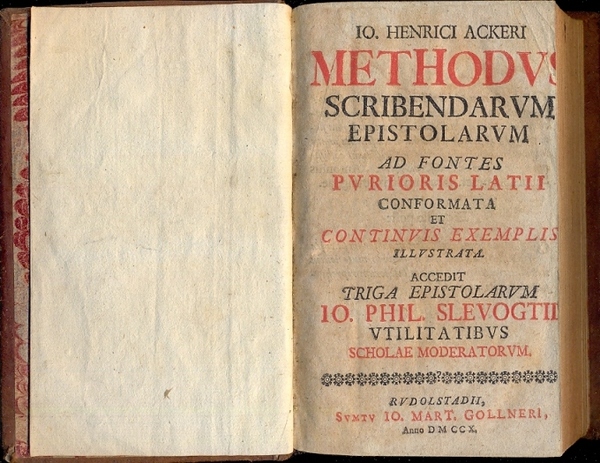 IO. HENRICI ACKERI
METHODVS
SCRIBENDARVM
EPISTOLARVM
AD FONTES
PVRIORIS LATII
CONFORMATA
ET
CONTINVIS EXEMPLIS
ILLVSTRATA.
ACCEDIT
TRIGA EPISTOLARVM
IO. PHIL. SLEVOGTII
VTILITATIBVS
SCHOLAE MODERATORVM.
RVDOLSTADII,
SVMTV IO. MART. GOLLNERI,
Anno DMCCX.